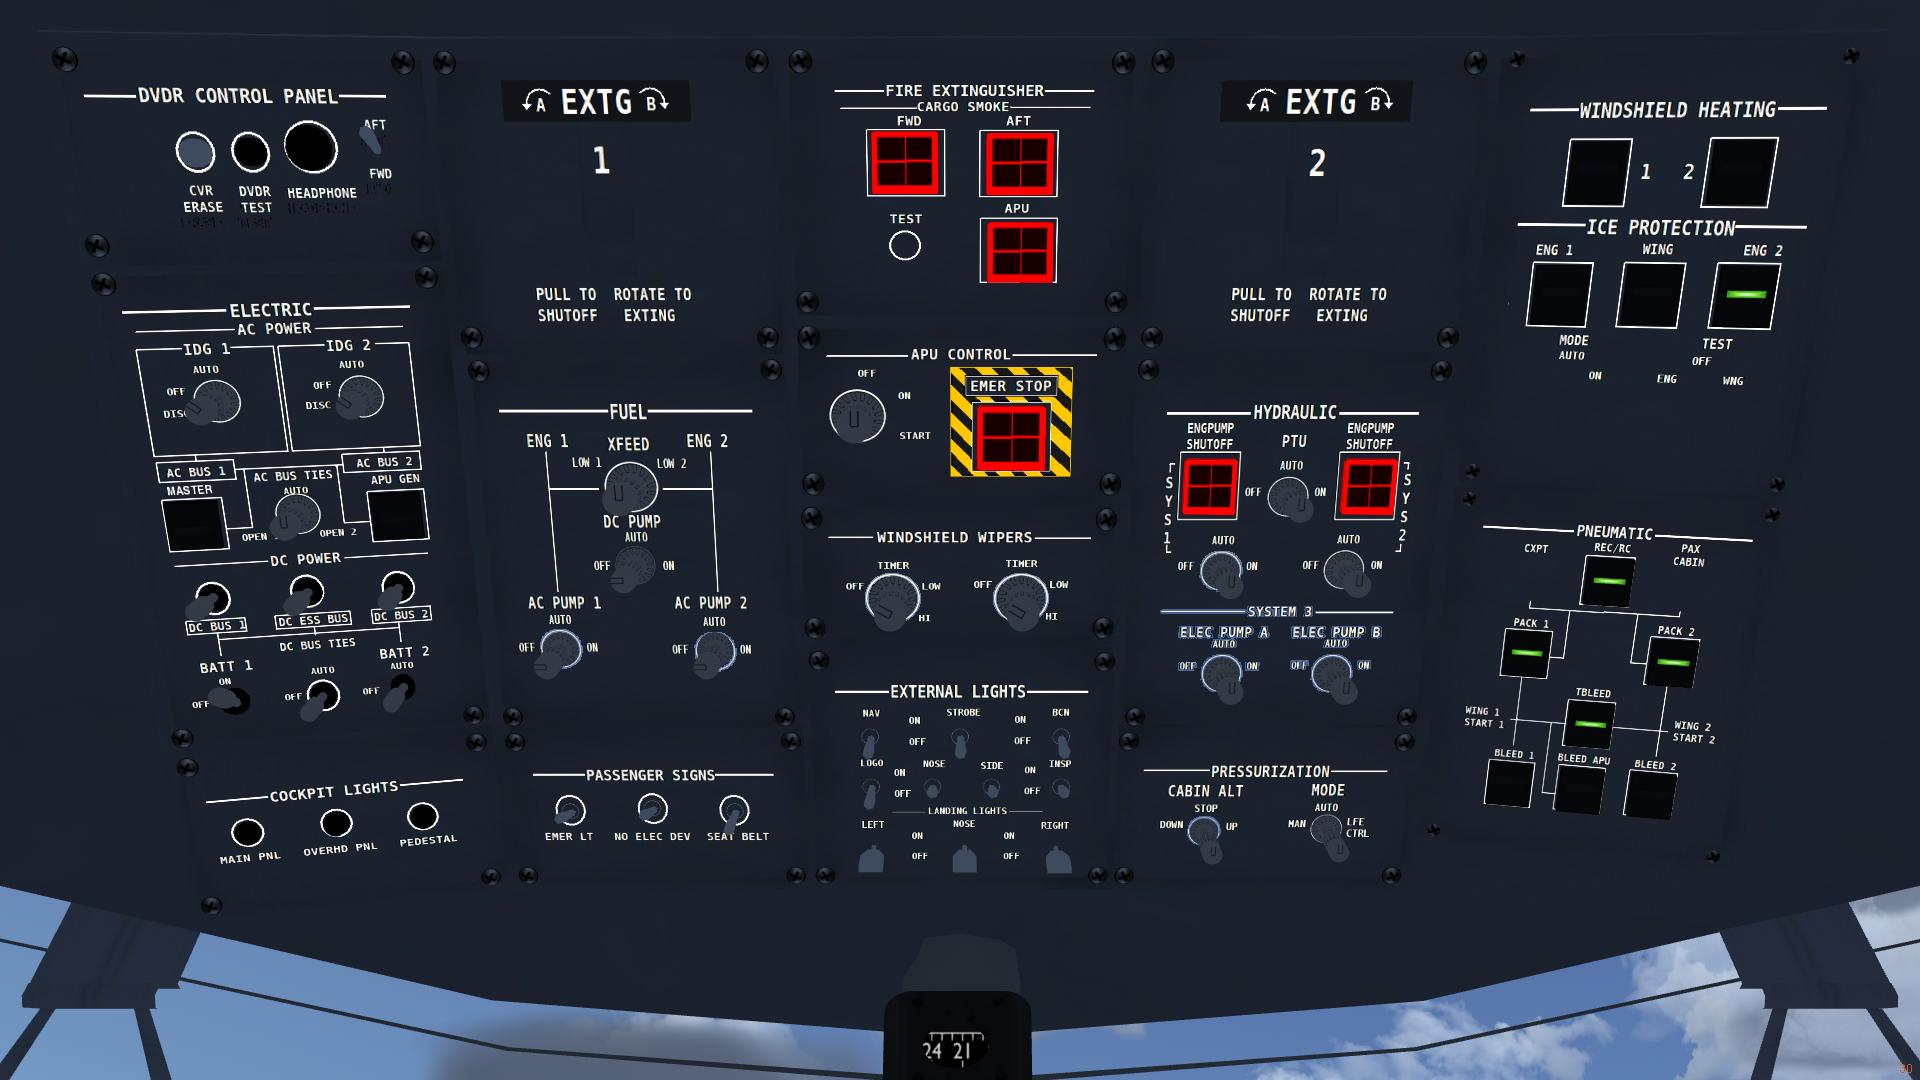 DVDR CONTROL PANEL
AFT
FWD
CVR
ERASE
DVDR
TEST
HEADPHONE
A EXTG B
1
PULL TO
SHUTOFF
ROTATE TO
EXTING
FIRE EXTINGUISHER
CARGO SMOKE
FWD
AFT
TEST
APU
A EXTG B
2
PULL TO
SHUTOFF
ROTATE TO
EXTING
WINDSHIELD HEATING
1 2
ICE PROTECTION
ENG 1
WING
ENG 2
MODE
AUTO
ON
TEST
OFF
ENG
WNG
ELECTRIC
AC POWER
IDG 1
AUTO
OFF
DISC
IDG 2
AUTO
OFF
DISC
AC BUS 1
AC BUS 2
MASTER
AC BUS TIES
AUTO
OPEN
OPEN 2
APU GEN
DC POWER
DC BUS 1
DC ESS BUS
DC BUS 2
DC BUS TIES
BATT 1
ON
OFF
AUTO
OFF
BATT 2
AUTO
OFF
FUEL
ENG 1
XFEED
ENG 2
LOW 1
LOW 2
DC PUMP
AUTO
OFF
ON
AC PUMP 1
AUTO
OFF
ON
AC PUMP 2
AUTO
OFF
ON
APU CONTROL
OFF
ON
START
EMER STOP
WINDSHIELD WIPERS
TIMER
OFF
LOW
HI
TIMER
OFF
LOW
HI
HYDRAULIC
ENGPUMP
SHUTOFF
PTU
AUTO
OFF
ON
ENGPUMP
SHUTOFF
SYS1
SYS2
AUTO
OFF
ON
AUTO
OFF
ON
SYSTEM 3
ELEC PUMP A
AUTO
OFF
ON
ELEC PUMP B
AUTO
OFF
ON
PNEUMATIC
CXPT
REC/RC
PAX
CABIN
PACK 1
PACK 2
TBLEED
WING 1
START 1
WING 2
START 2
BLEED 1
BLEED APU
BLEED 2
EXTERNAL LIGHTS
NAV
ON
OFF
STROBE
ON
OFF
BCN
LOGO
ON
OFF
NOSE
SIDE
ON
OFF
INSP
LANDING LIGHTS
LEFT
ON
OFF
NOSE
ON
OFF
RIGHT
COCKPIT LIGHTS
MAIN PNL
OVERHD PNL
PEDESTAL
PASSENGER SIGNS
EMER LT
NO ELEC DEV
SEAT BELT
PRESSURIZATION
CABIN ALT
STOP
DOWN
UP
MODE
AUTO
MAN
LFE
CTRL
24 21